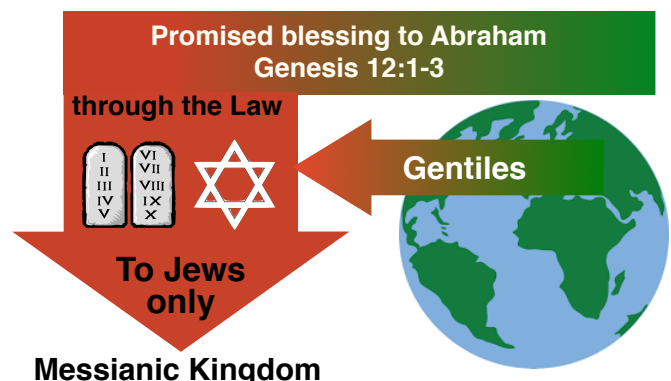 Promised blessing to Abraham
Genesis 12:1-3
through the Law
I
II
III
IV
V
VI
VII
VIII
IX
X
Gentiles
To Jews
only
Messianic Kingdom